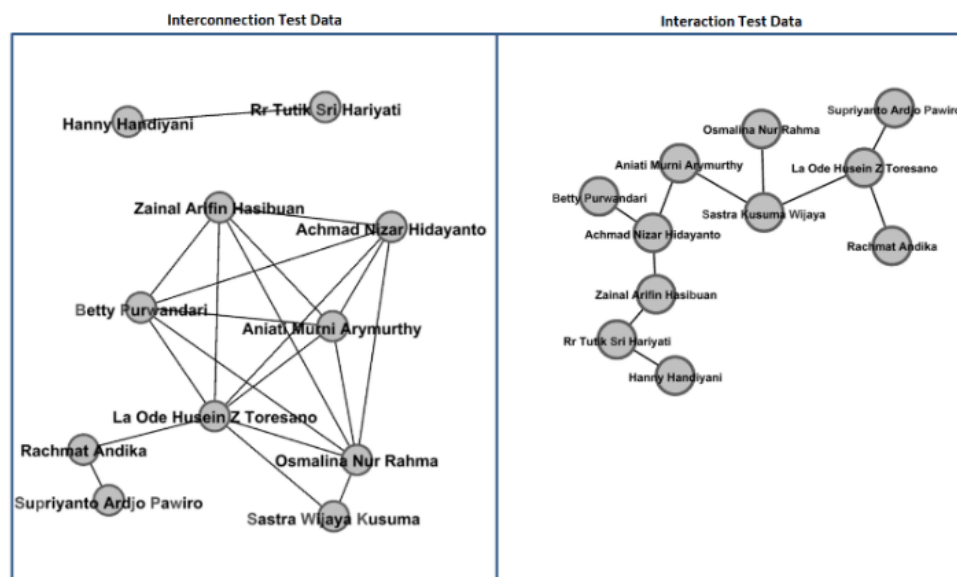 Interconnection Test Data
Interaction Test Data
Hanny Handiyani
Rr Tutik Sri Hariyati
Zainal Arifin Hasibuan
Achmad Nizar Hidayanto
Betty Purwandari
Aniati Murni Arymurthy
La Ode Husein Z Toresano
Rachmat Andika
Osmalina Nur Rahma
Supriyanto Ardjo Pawiro
Sastra Wijaya Kusuma
Supriyanto Ardjo Pawiro
Osmalina Nur Rahma
Aniati Murni Arymurthy
La Ode Husein Z Toresano
Betty Purwandari
Sastra Kusuma Wijaya
Achmad Nizar Hidayanto
Rachmat Andika
Zainal Arifin Hasibuan
Rr Tutik Sri Hariyati
Hanny Handiyani